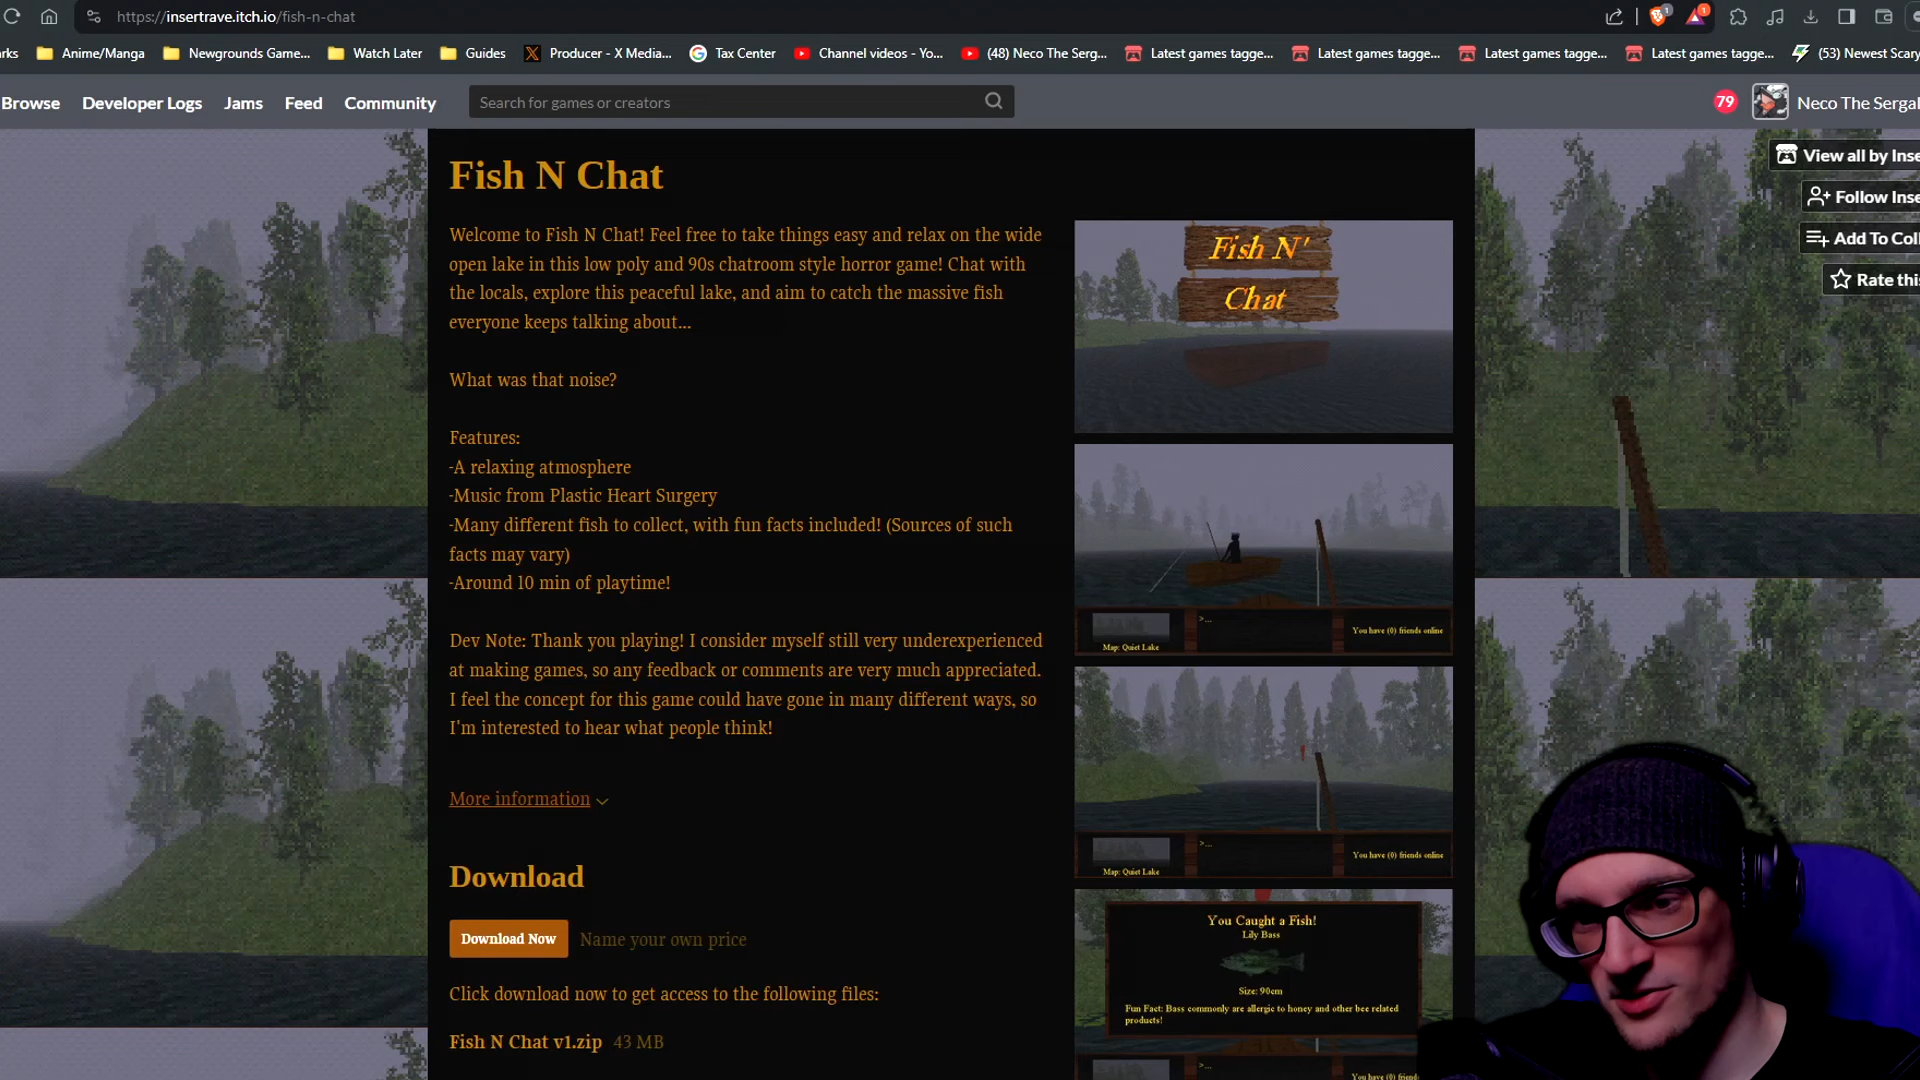 https://insertrave.itch.io/fish-n-chat
1
1
rks
Anime/Manga
Newgrounds Game...
Watch Later
Guides
Producer - X Media...
Tax Center
Channel videos - Yo...
(48) Neco The Serg...
Latest games tagge...
Latest games tagge...
Latest games tagge...
Latest games tagge...
(53) Newest Scary
Browse
Developer Logs
Jams
Feed
Community
Search for games or creators
79
Neco The Sergal
View all by Inse
Follow Inse
Add To Coll
Rate this
Fish N Chat
Welcome to Fish N Chat! Feel free to take things easy and relax on the wide
open lake in this low poly and 90s chatroom style horror game! Chat with
the locals, explore this peaceful lake, and aim to catch the massive fish
everyone keeps talking about...
What was that noise?
Features:
-A relaxing atmosphere
-Music from Plastic Heart Surgery
-Many different fish to collect, with fun facts included! (Sources of such
facts may vary)
-Around 10 min of playtime!
Dev Note: Thank you playing! I consider myself still very underexperienced
at making games, so any feedback or comments are very much appreciated.
I feel the concept for this game could have gone in many different ways, so
I'm interested to hear what people think!
More information
Download
Download Now
Name your own price
Click download now to get access to the following files:
Fish N Chat v1.zip 43 MB
Fish N'
Chat
>...
You have (0) friends online
Map: Quiet Lake
>...
You have (0) friends online
Map: Quiet Lake
You Caught a Fish!
Lily Bass
Size: 90cm
Fun Fact: Bass commonly are allergic to honey and other bee related
products!
>...
You have (0) friend